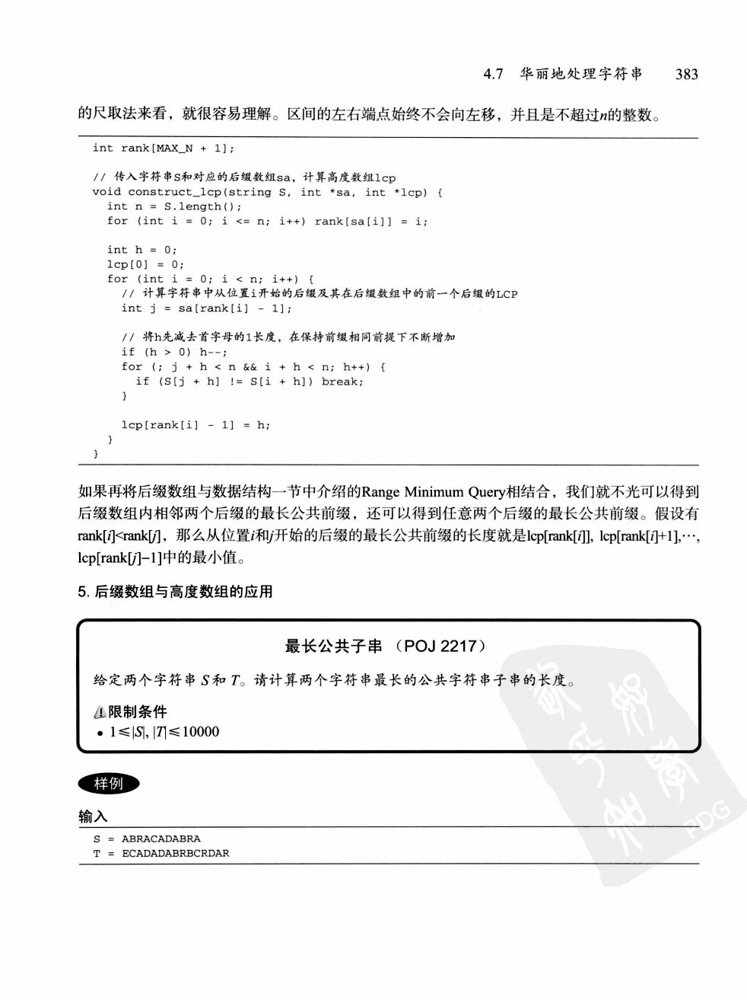 4.7 华丽地处理字符串 383
的尺取法来看，就很容易理解。区间的左右端点始终不会向左移，并且是不超过n的整数。
int rank[MAX_N + 1];
// 传入字符串S和对应的后缀数组sa，计算高度数组lcp
void construct_lcp(string S, int *sa, int *lcp) {
  int n = S.length();
  for (int i = 0; i <= n; i++) rank[sa[i]] = i;
  int h = 0;
  lcp[0] = 0;
  for (int i = 0; i < n; i++) {
    // 计算字符串中从位置i开始的后缀及其在后缀数组中的前一个后缀的LCP
    int j = sa[rank[i] - 1];
    // 将h先减去首字母的1长度，在保持前缀相同前提下不断增加
    if (h > 0) h--;
    for (; j + h < n && i + h < n; h++) {
      if (S[j + h] != S[i + h]) break;
    }
    lcp[rank[i] - 1] = h;
  }
}
如果再将后缀数组与数据结构一节中介绍的Range Minimum Query相结合，我们就不光可以得到
后缀数组内相邻两个后缀的最长公共前缀，还可以得到任意两个后缀的最长公共前缀。假设有
rank[i]<rank[j]，那么从位置i和j开始的后缀的最长公共前缀的长度就是lcp[rank[i]], lcp[rank[i]+1],…,
lcp[rank[j]−1]中的最小值。
5. 后缀数组与高度数组的应用
最长公共子串 （POJ 2217）
给定两个字符串 S 和 T。请计算两个字符串最长的公共字符串子串的长度。
限制条件
• 1≤|S|, |T|≤10000
样例
输入
S = ABRACADABRA
T = ECADADABRBCRDAR
PDG